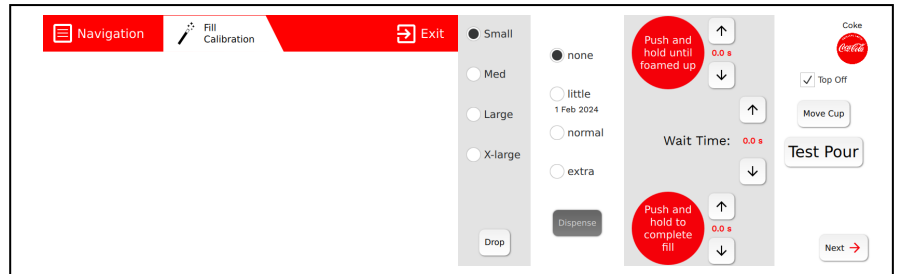 Navigation
Fill
Calibration
Exit
Small
Med
Large
X-large
Drop
none
little
1 Feb 2024
normal
extra
Dispense
Push and
hold until
foamed up
0.0 s
Wait Time:
0.0 s
Push and
hold to
complete
fill
0.0 s
Coke
Coca-Cola
Top Off
Move Cup
Test Pour
Next